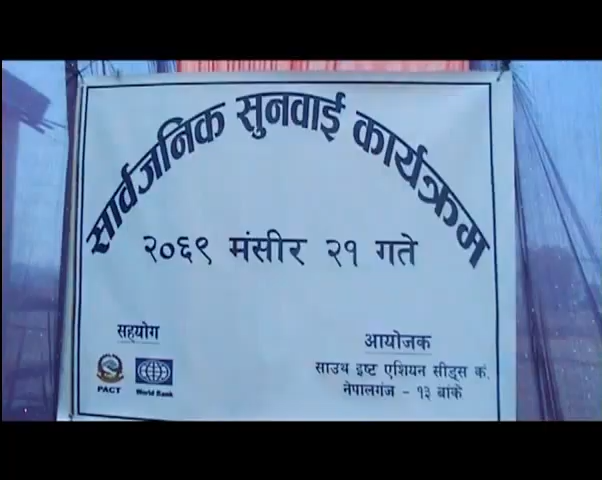 सार्वजनिक सुनवाई कार्यक्रम
२०६९ मंसीर २१ गते
सहयोग
PACT
World Bank
आयोजक
साउथ इष्ट एशियन सीड्स कं.
नेपालगंज - १३ बांके